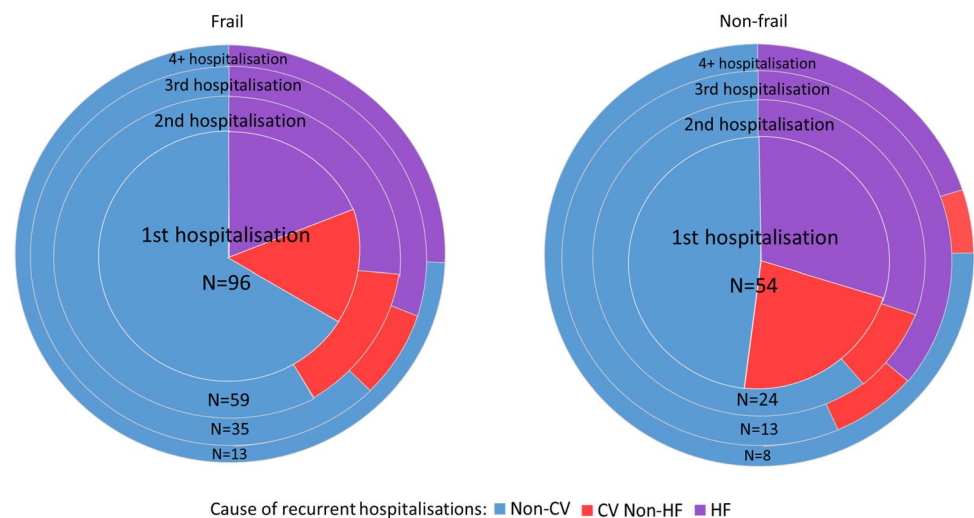 Frail
4+ hospitalisation
3rd hospitalisation
2nd hospitalisation
1st hospitalisation
N=96
N=59
N=35
N=13
Non-frail
4+ hospitalisation
3rd hospitalisation
2nd hospitalisation
1st hospitalisation
N=54
N=24
N=13
N=8
Cause of recurrent hospitalisations: Non-CV CV Non-HF HF